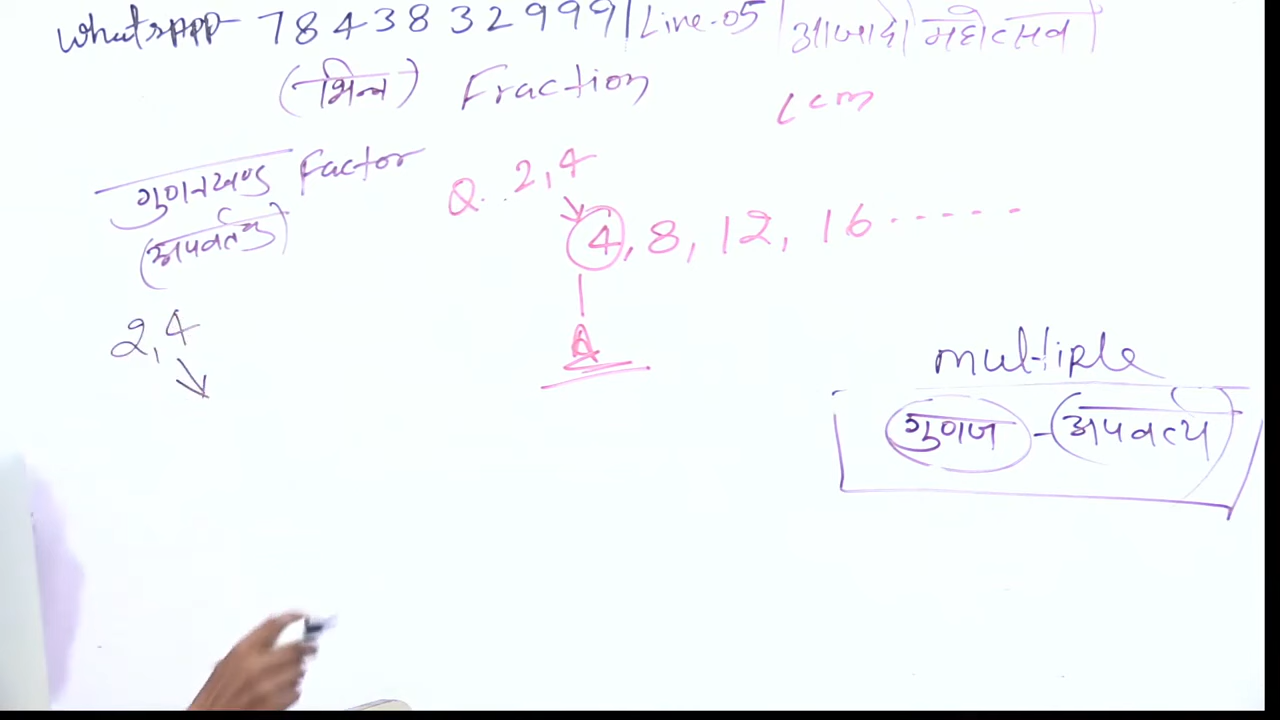 Whatsppp- 7843832999 | Line-05 | आजादी महोत्सव |
(भिन्न) Fraction
Lcm
गुणनखण्ड Factor
(अपवर्तक)
Q. 2,4
4, 8, 12, 16 ------
A
2,4
multiple
गुणज - अपवर्त्य